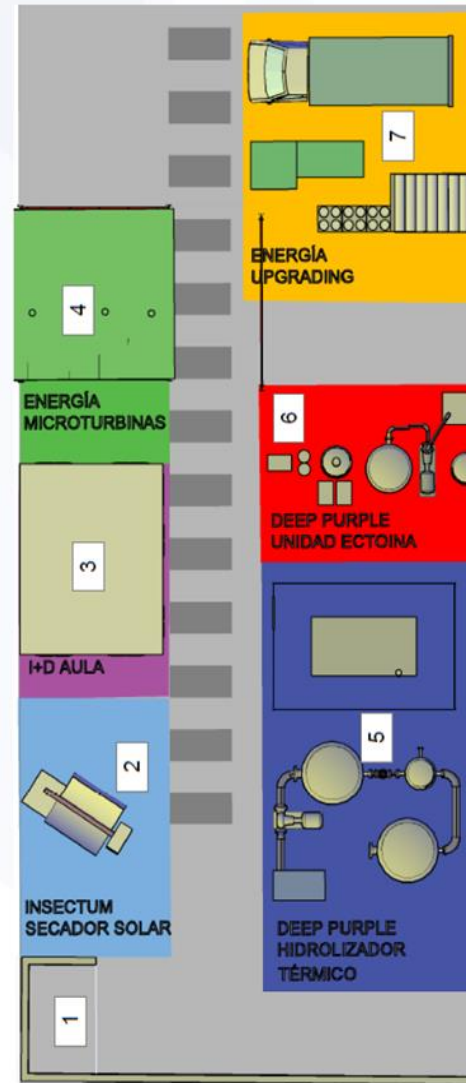 7
ENERGÍA
UPGRADING
4
ENERGÍA
MICROTURBINAS
6
DEEP PURPLE
UNIDAD ECTOINA
3
I+D AULA
2
INSECTUM
SECADOR SOLAR
5
DEEP PURPLE
HIDROLIZADOR
TÉRMICO
1